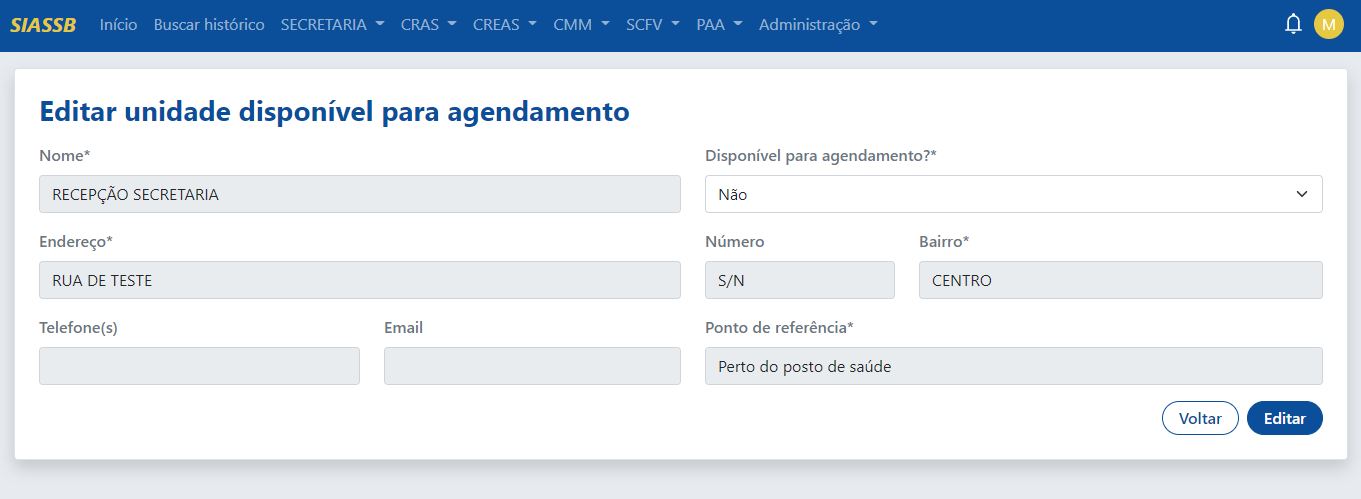 SIASSB Início Buscar histórico SECRETARIA CRAS CREAS CMM SCFV PAA Administração M
Editar unidade disponível para agendamento
Nome* Disponível para agendamento?*
RECEPÇÃO SECRETARIA Não
Endereço* Número Bairro*
RUA DE TESTE S/N CENTRO
Telefone(s) Email Ponto de referência*
Perto do posto de saúde
Voltar Editar